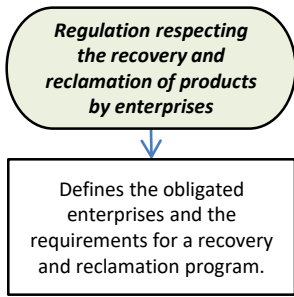 Regulation respecting
the recovery and
reclamation of products
by enterprises
Defines the obligated
enterprises and the
requirements for a recovery
and reclamation program.